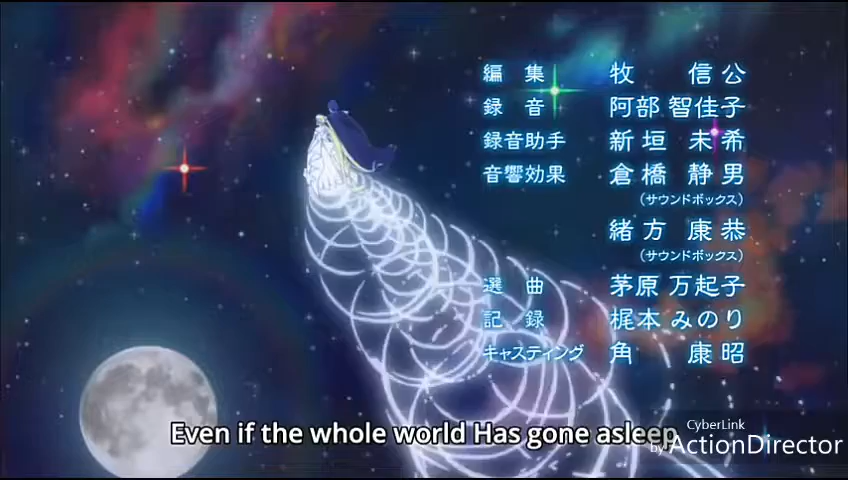 編集 牧 信公
録音 阿部 智佳子
録音助手 新垣 未希
音響効果 倉橋 静男
(サウンドボックス)
緒方 康恭
(サウンドボックス)
選曲 茅原 万起子
記録 梶本 みのり
キャスティング 角 康昭
Even if the whole world Has gone asleep
CyberLink
by ActionDirector